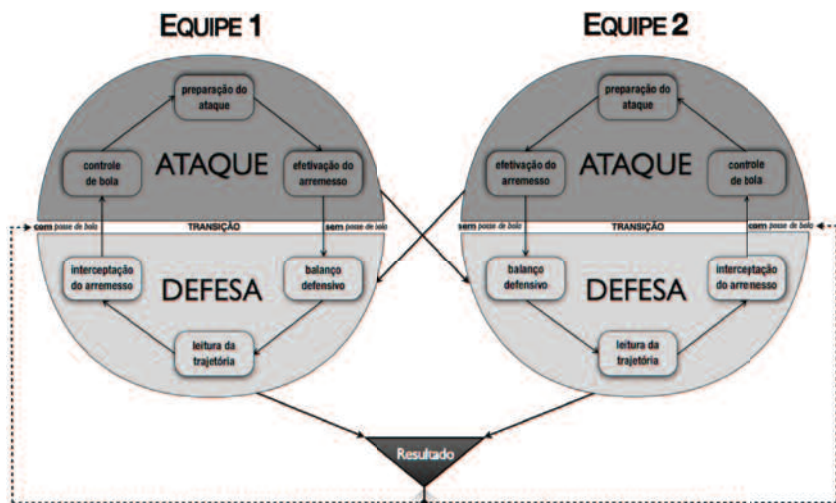 EQUIPE 1
EQUIPE 2
preparação do
ataque
controle
de bola
ATAQUE
efetivação do
arremesso
com posse de bola
TRANSIÇÃO
sem posse de bola
interceptação
do arremesso
DEFESA
balanço
defensivo
leitura da
trajetória
preparação do
ataque
efetivação do
arremesso
ATAQUE
controle
de bola
sem posse de bola
TRANSIÇÃO
com posse de bola
balanço
defensivo
DEFESA
interceptação
do arremesso
leitura da
trajetória
Resultado